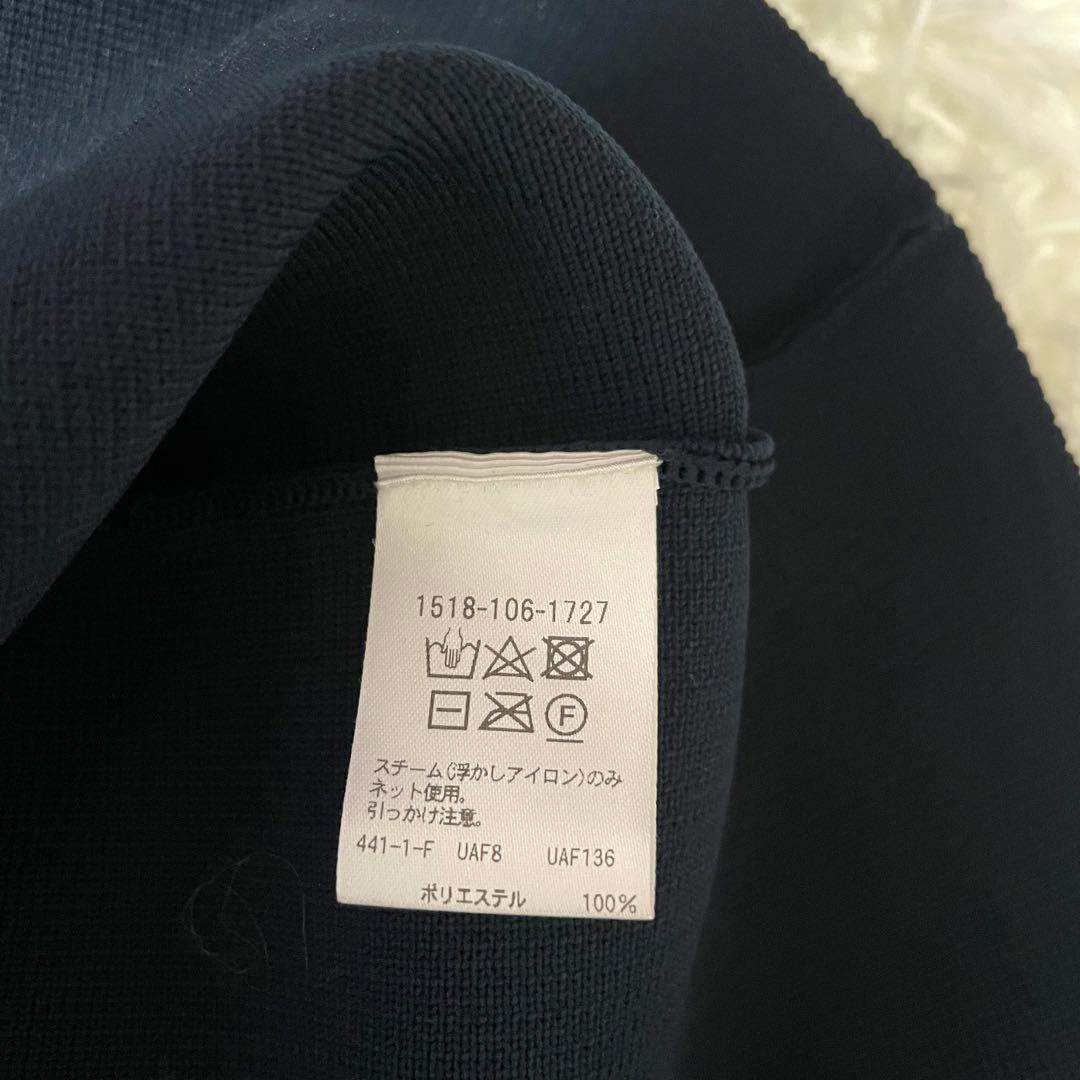 1518-106-1727
F
スチーム(浮かしアイロン)のみ
ネット使用。
引っかけ注意。
441-1-F UAF8 UAF136
ポリエステル 100%